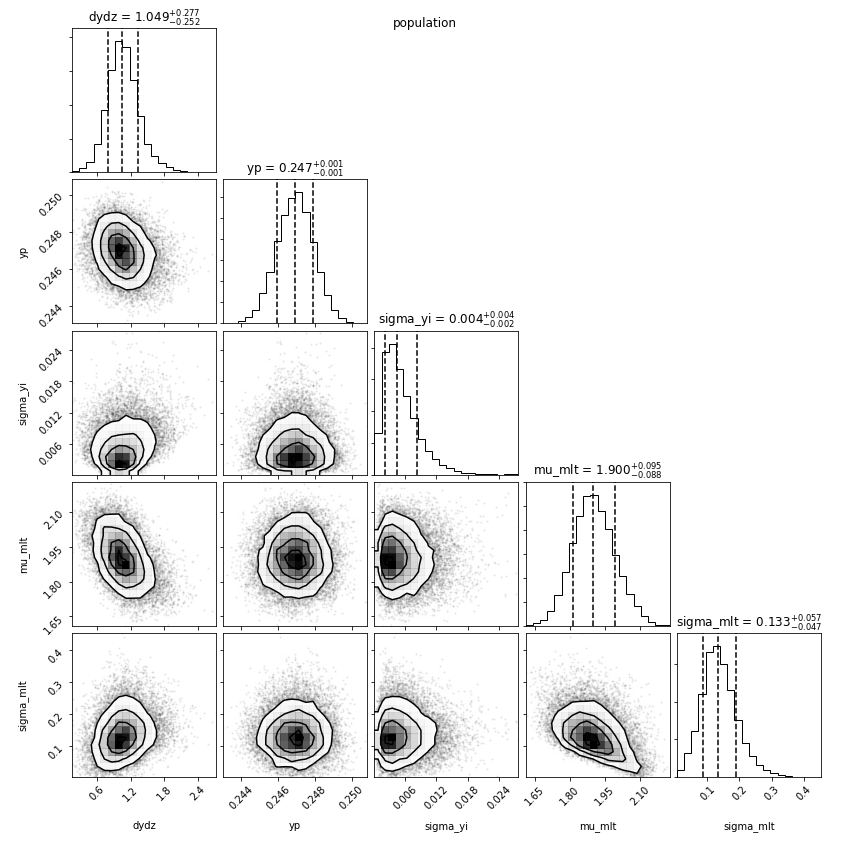 population
dydz = 1.049+0.277−0.252
yp = 0.247+0.001−0.001
0.250
0.248
0.246
0.244
yp
sigma_yi = 0.004+0.004−0.002
0.024
0.018
0.012
0.006
sigma_yi
mu_mlt = 1.900+0.095−0.088
2.10
1.95
1.80
1.65
mu_mlt
sigma_mlt = 0.133+0.057−0.047
0.4
0.3
0.2
0.1
sigma_mlt
0.6 1.2 1.8 2.4 0.244 0.246 0.248 0.250 0.006 0.012 0.018 0.024 1.65 1.80 1.95 2.10 0.1 0.2 0.3 0.4
dydz yp sigma_yi mu_mlt sigma_mlt